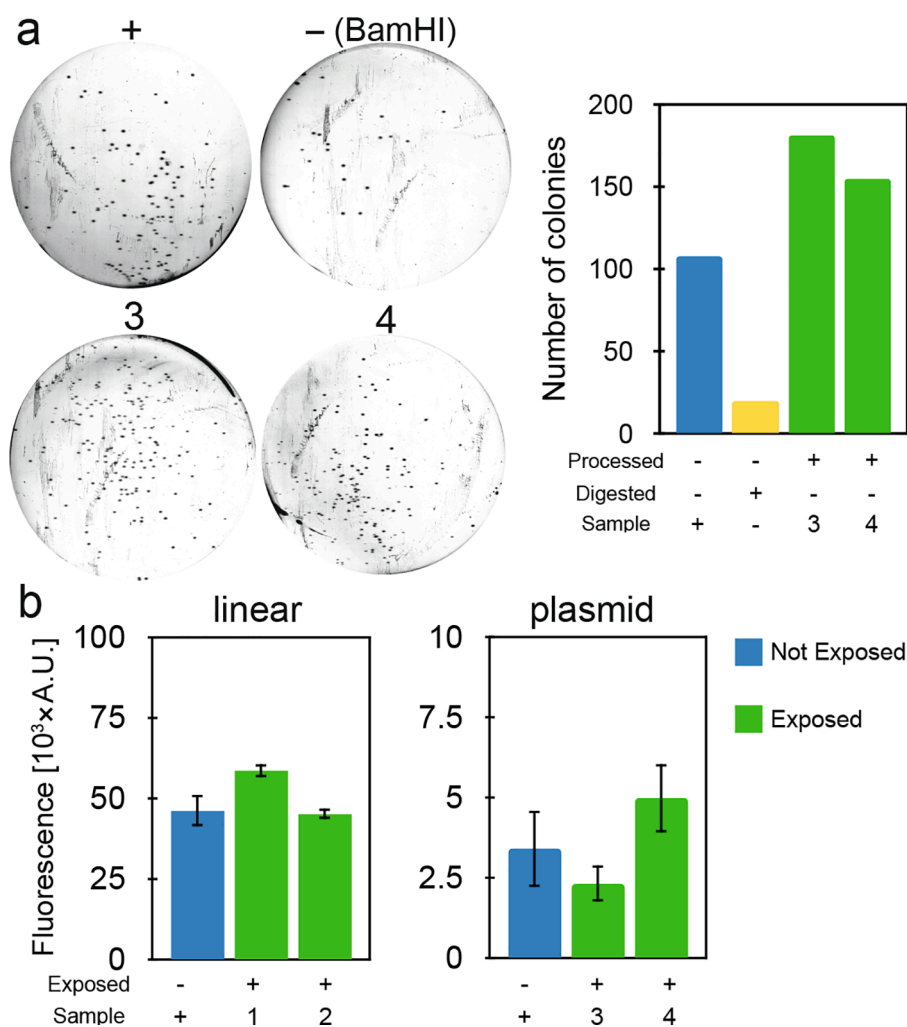 a
+
– (BamHI)
3
4
Number of colonies
200
150
100
50
0
Processed - - + +
Digested - + - -
Sample + - 3 4
b
linear
plasmid
Fluorescence [10³×A.U.]
100
75
50
25
0
10
7.5
5
2.5
0
Not Exposed
Exposed
Exposed - + + - + +
Sample + 1 2 + 3 4